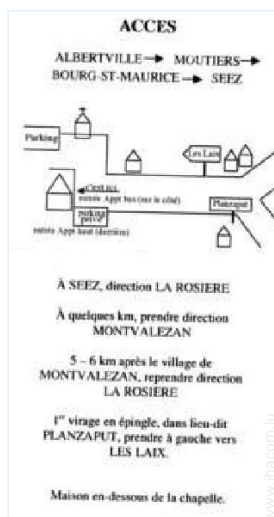 ACCES
ALBERTVILLE → MOUTIERS →
BOURG-ST-MAURICE → SEEZ
Parking
Les Laix
c'est ici
entrée Appt bas (sur le côté)
parking
privé
Planzaput
entrée Appt haut (derrière)
À SEEZ, direction LA ROSIERE
À quelques km, prendre direction
MONTVALEZAN
5 – 6 km après le village de
MONTVALEZAN, reprendre direction
LA ROSIERE
1er virage en épingle, dans lieu-dit
PLANZAPUT, prendre à gauche vers
LES LAIX.
Maison en-dessous de la chapelle.
www.ihacom.lu